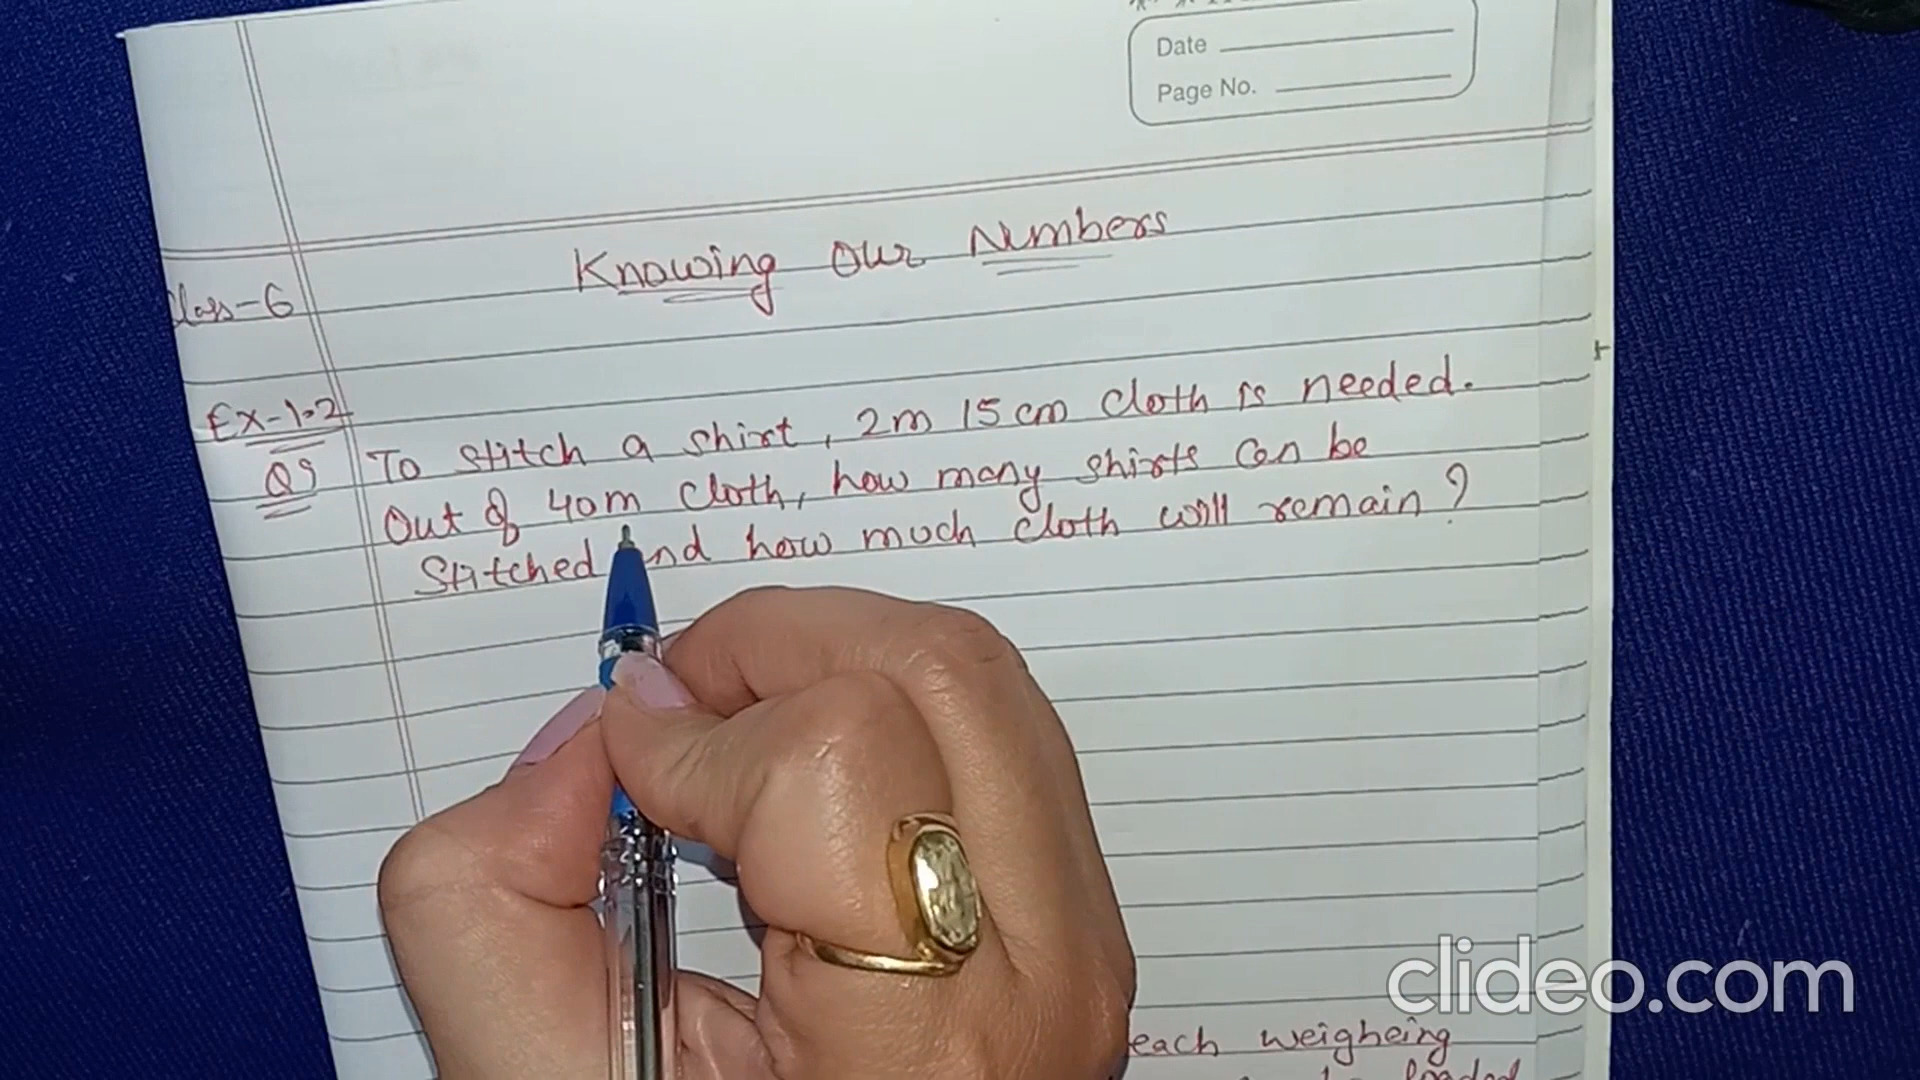 Date
Page No.
Knowing Our Numbers
Class-6
Ex-1.2
Q9 To stitch a shirt, 2m 15cm cloth is needed.
Out of 40m cloth, how many shirts can be
Stitched and how much cloth will remain?
each weigheing
loaded
clideo.com